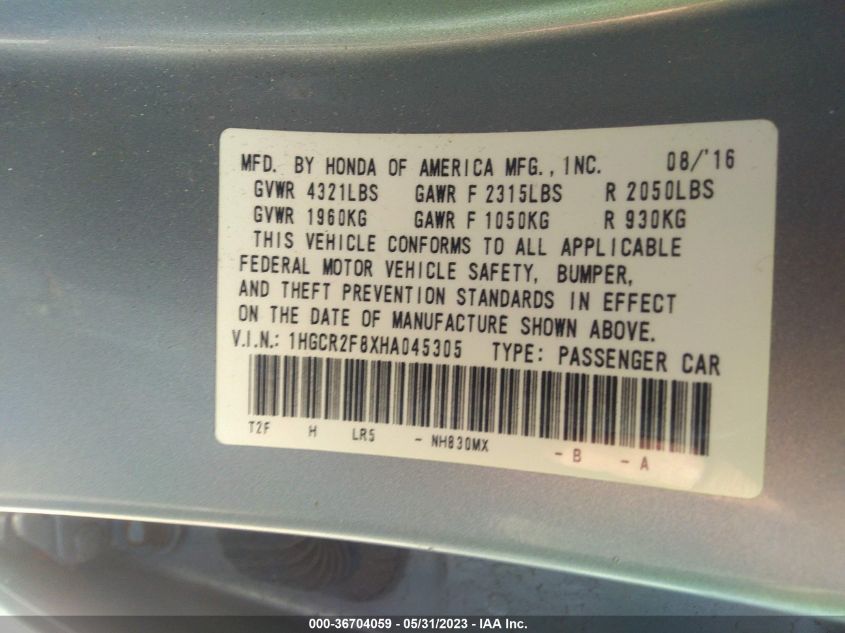 MFD. BY HONDA OF AMERICA MFG., INC. 08/'16
GVWR 4321LBS GAWR F 2315LBS R 2050LBS
GVWR 1960KG GAWR F 1050KG R 930KG
THIS VEHICLE CONFORMS TO ALL APPLICABLE
FEDERAL MOTOR VEHICLE SAFETY, BUMPER,
AND THEFT PREVENTION STANDARDS IN EFFECT
ON THE DATE OF MANUFACTURE SHOWN ABOVE.
V.I.N.: 1HGCR2F8XHA045305 TYPE: PASSENGER CAR
T2F H LR5 - NH830MX - B - A
000-36704059 - 05/31/2023 - IAA Inc.